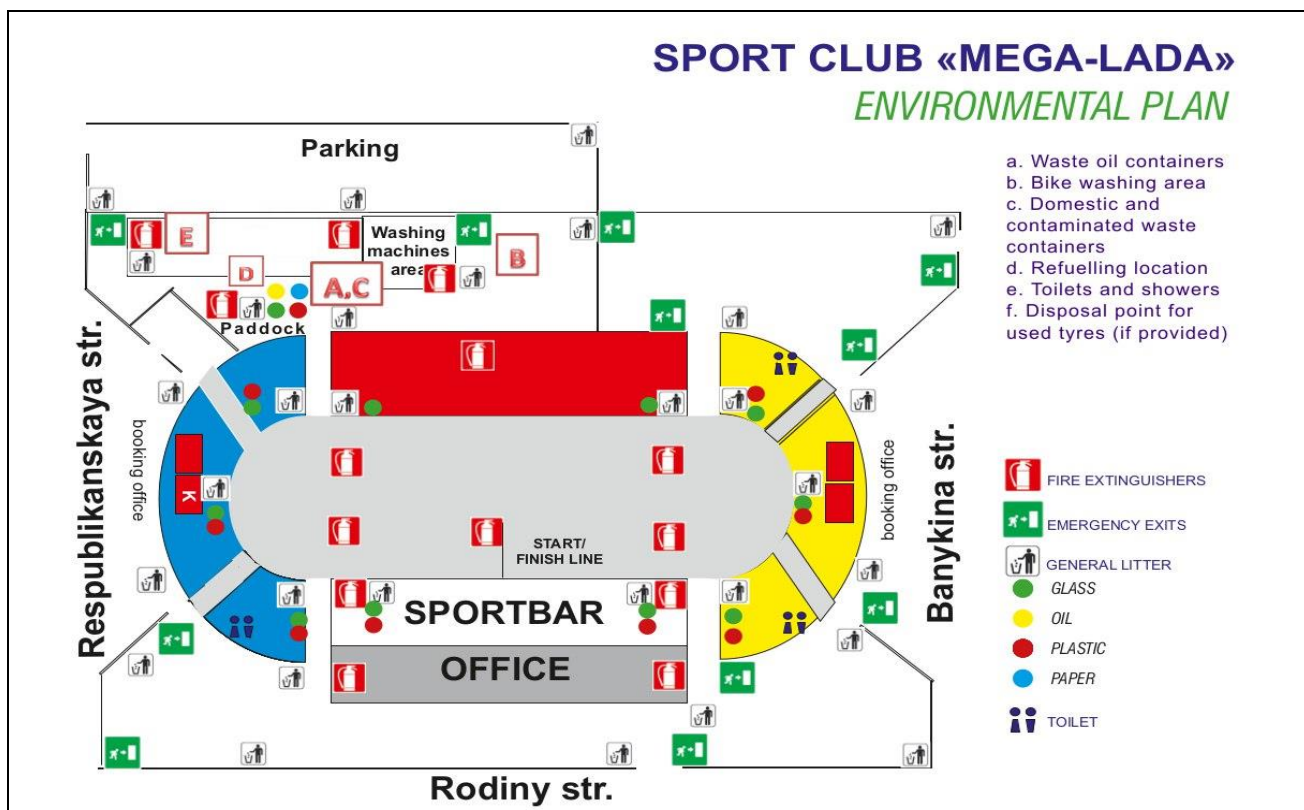 SPORT CLUB «MEGA-LADA»
ENVIRONMENTAL PLAN
a. Waste oil containers
b. Bike washing area
c. Domestic and
contaminated waste
containers
d. Refuelling location
e. Toilets and showers
f. Disposal point for
used tyres (if provided)
Parking
E
Washing
machines
area
B
D
A,C
Paddock
Respublikanskaya str.
booking office
K
START/
FINISH LINE
SPORTBAR
OFFICE
booking office
Banykina str.
Rodiny str.
FIRE EXTINGUISHERS
EMERGENCY EXITS
GENERAL LITTER
GLASS
OIL
PLASTIC
PAPER
TOILET